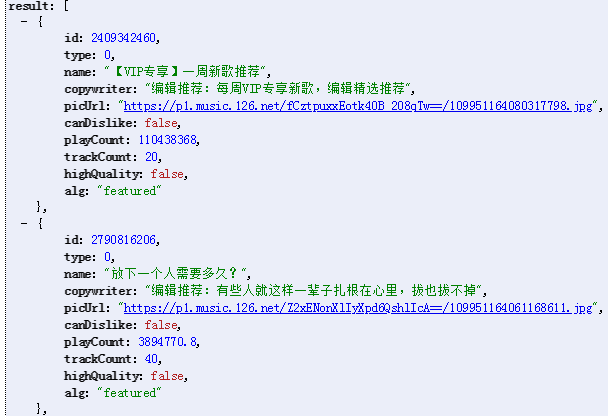 result: [
- {
id: 2409342460,
type: 0,
name: "【VIP专享】一周新歌推荐",
copywriter: "编辑推荐：每周VIP专享新歌，编辑精选推荐",
picUrl: "https://p1.music.126.net/fCztpuxxEotk40B_208qTw==/109951164080317798.jpg",
canDislike: false,
playCount: 110438368,
trackCount: 20,
highQuality: false,
alg: "featured"
},
- {
id: 2790816206,
type: 0,
name: "放下一个人需要多久？",
copywriter: "编辑推荐：有些人就这样一辈子扎根在心里，拔也拔不掉",
picUrl: "https://p1.music.126.net/Z2xENonXlIyXpd6QshlIcA==/109951164061168611.jpg",
canDislike: false,
playCount: 3894770.8,
trackCount: 40,
highQuality: false,
alg: "featured"
},